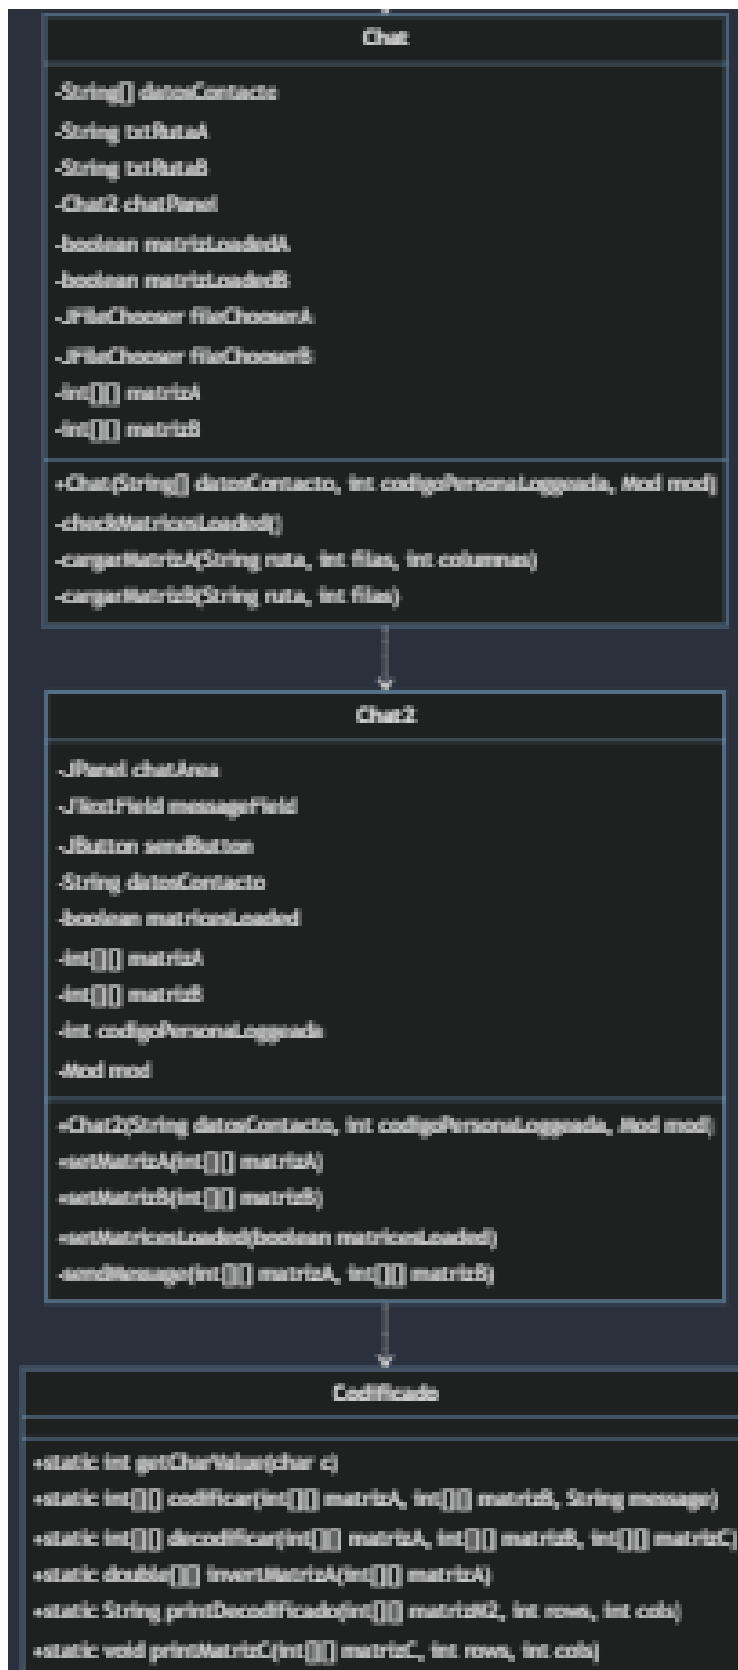 Chat
-String[] datosContacto
-String txtRutaA
-String txtRutaB
-Chat2 chatPanel
-boolean matrizLoadedA
-boolean matrizLoadedB
-JFileChooser fileChooserA
-JFileChooser fileChooserB
-int[][] matrizA
-int[][] matrizB
+Chat(String[] datosContacto, int codigoPersonaLoggeada, Mod mod)
-checkMatricesLoaded()
-cargarMatrizA(String ruta, int filas, int columnas)
-cargarMatrizB(String ruta, int filas)
Chat2
-JPanel chatArea
-JTextField messageField
-JButton sendButton
-String datosContacto
-boolean matricesLoaded
-int[][] matrizA
-int[][] matrizB
-int codigoPersonaLoggeada
-Mod mod
+Chat2(String datosContacto, int codigoPersonaLoggeada, Mod mod)
+setMatrizA(int[][] matrizA)
+setMatrizB(int[][] matrizB)
+setMatricesLoaded(boolean matricesLoaded)
-sendMessage(int[][] matrizA, int[][] matrizB)
Codificado
+static int getCharValue(char c)
+static int[][] codificar(int[][] matrizA, int[][] matrizB, String message)
+static int[][] decodificar(int[][] matrizA, int[][] matrizB, int[][] matrizC)
+static double[][] invertMatrizA(int[][] matrizA)
+static String printDecodificado(int[][] matrizM2, int rows, int cols)
+static void printMatrizC(int[][] matrizC, int rows, int cols)